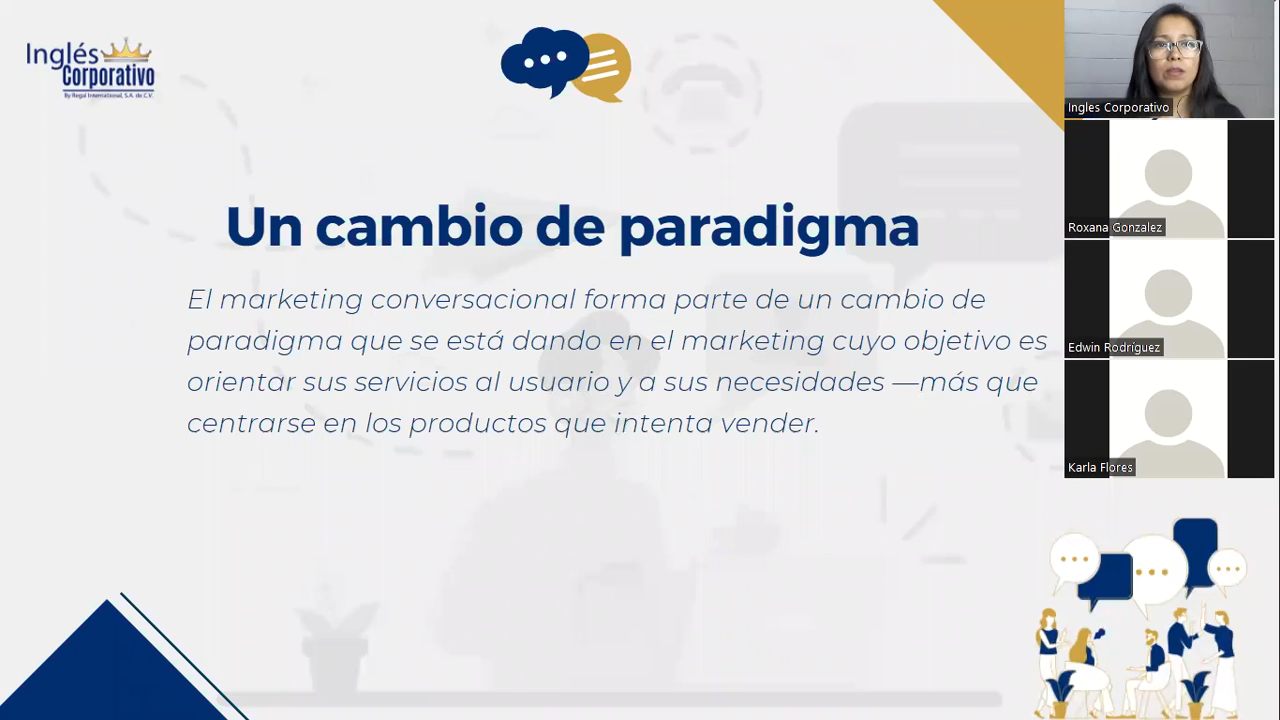 Inglés
Corporativo
By Regal International, S.A. de C.V.
Un cambio de paradigma
El marketing conversacional forma parte de un cambio de
paradigma que se está dando en el marketing cuyo objetivo es
orientar sus servicios al usuario y a sus necesidades —más que
centrarse en los productos que intenta vender.
Ingles Corporativo
Roxana Gonzalez
Edwin Rodríguez
Karla Flores